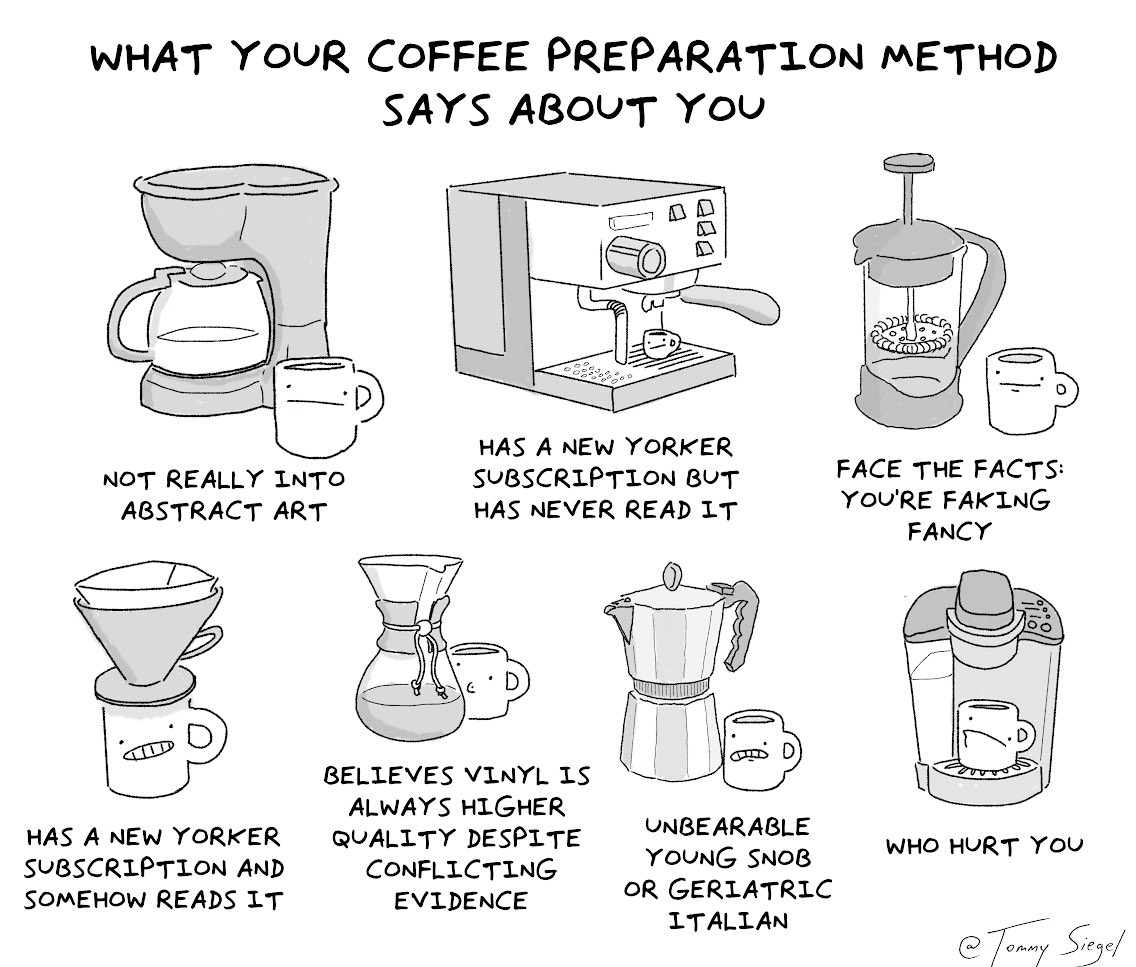 WHAT YOUR COFFEE PREPARATION METHOD
SAYS ABOUT YOU
NOT REALLY INTO
ABSTRACT ART
HAS A NEW YORKER
SUBSCRIPTION BUT
HAS NEVER READ IT
FACE THE FACTS:
YOU'RE FAKING
FANCY
HAS A NEW YORKER
SUBSCRIPTION AND
SOMEHOW READS IT
BELIEVES VINYL IS
ALWAYS HIGHER
QUALITY DESPITE
CONFLICTING
EVIDENCE
UNBEARABLE
YOUNG SNOB
OR GERIATRIC
ITALIAN
WHO HURT YOU
@Tommy Siegel